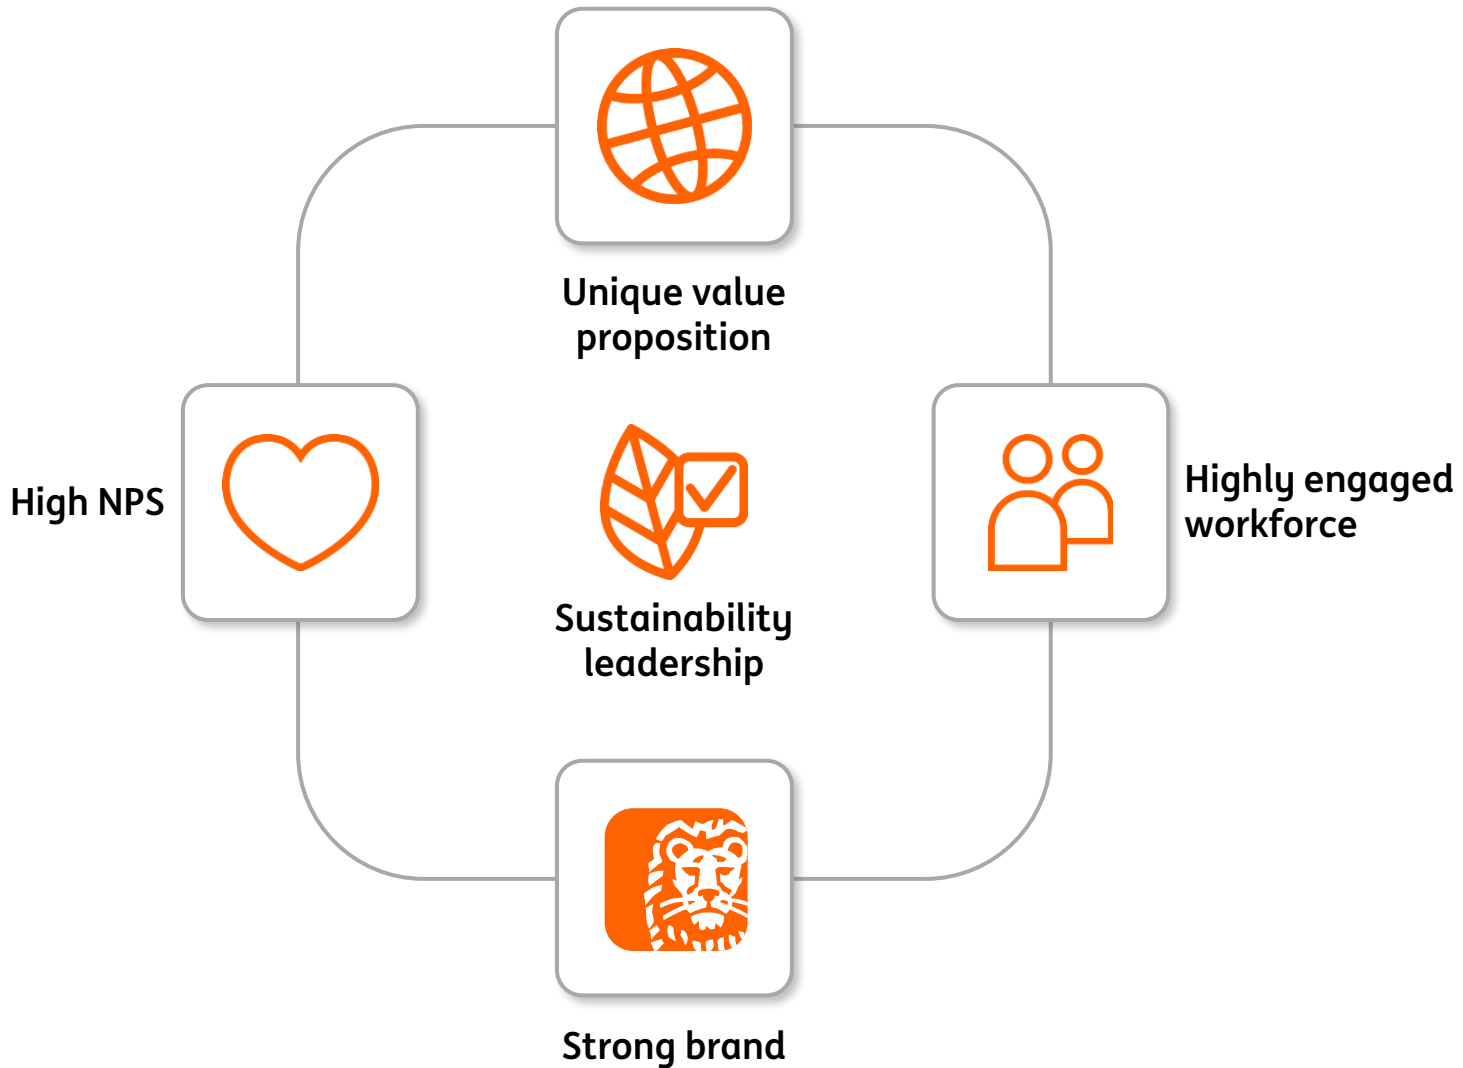 Unique value
proposition
High NPS
Highly engaged
workforce
Sustainability
leadership
Strong brand